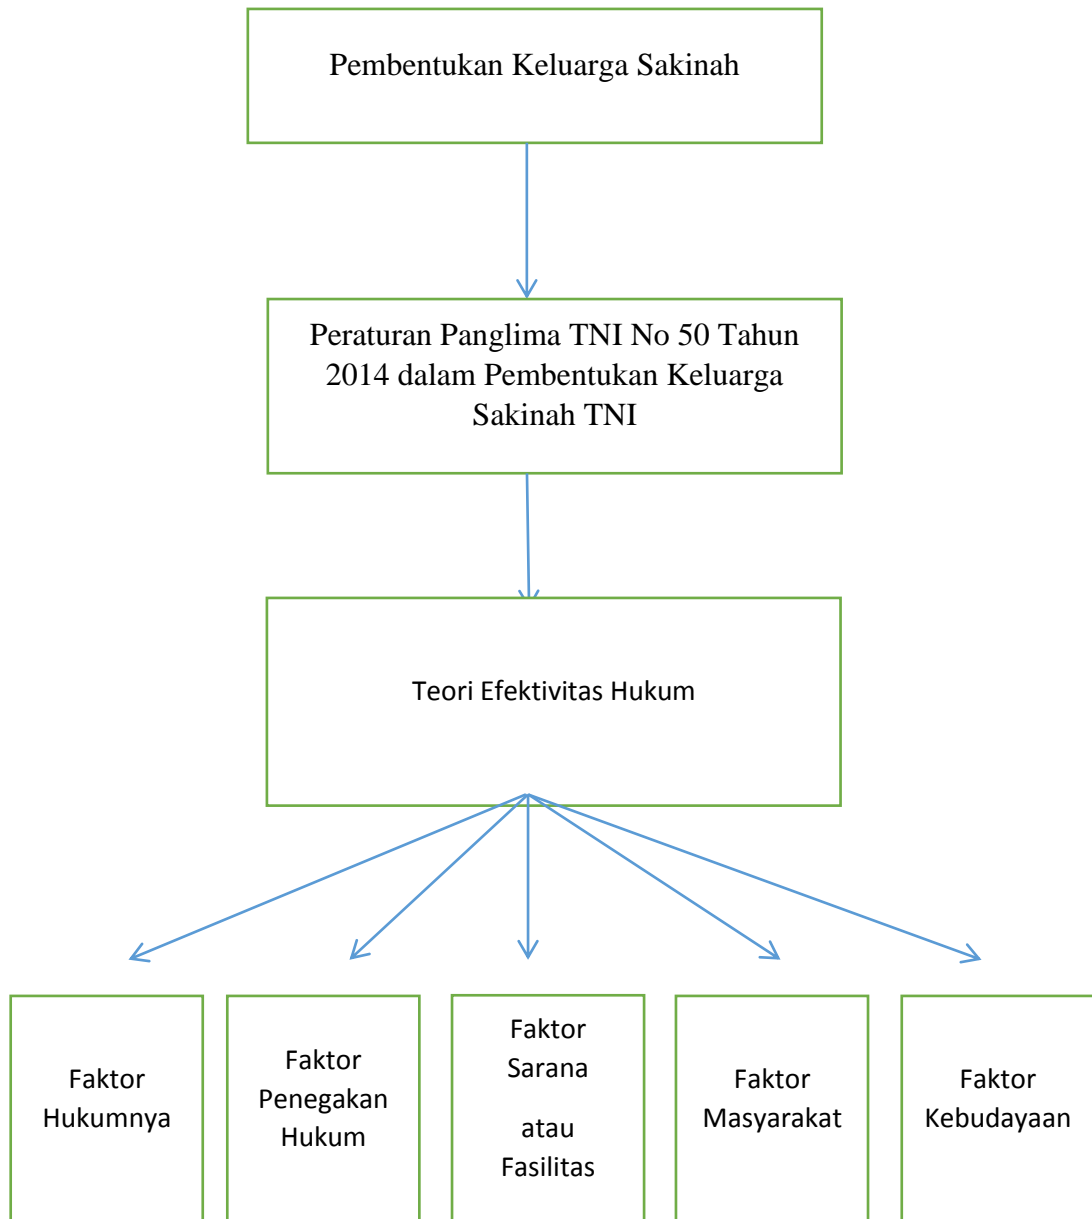 Pembentukan Keluarga Sakinah
Peraturan Panglima TNI No 50 Tahun
2014 dalam Pembentukan Keluarga
Sakinah TNI
Teori Efektivitas Hukum
Faktor
Hukumnya
Faktor
Penegakan
Hukum
Faktor
Sarana
atau
Fasilitas
Faktor
Masyarakat
Faktor
Kebudayaan